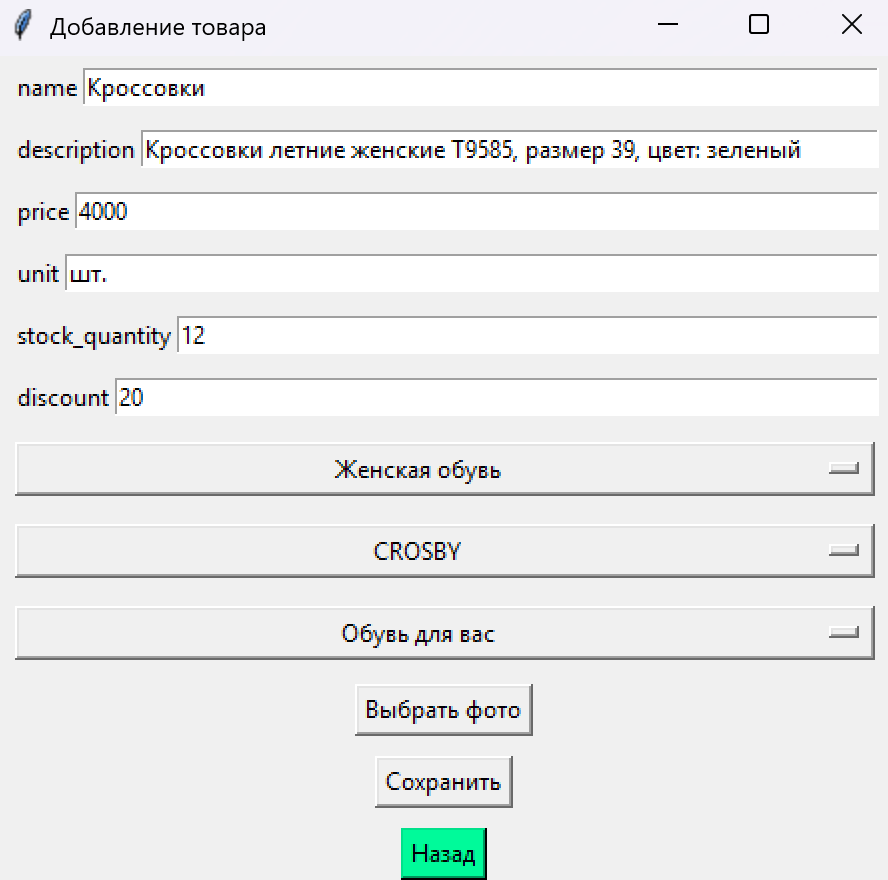 Добавление товара
name Кроссовки
description Кроссовки летние женские T9585, размер 39, цвет: зеленый
price 4000
unit шт.
stock_quantity 12
discount 20
Женская обувь
CROSBY
Обувь для вас
Выбрать фото
Сохранить
Назад